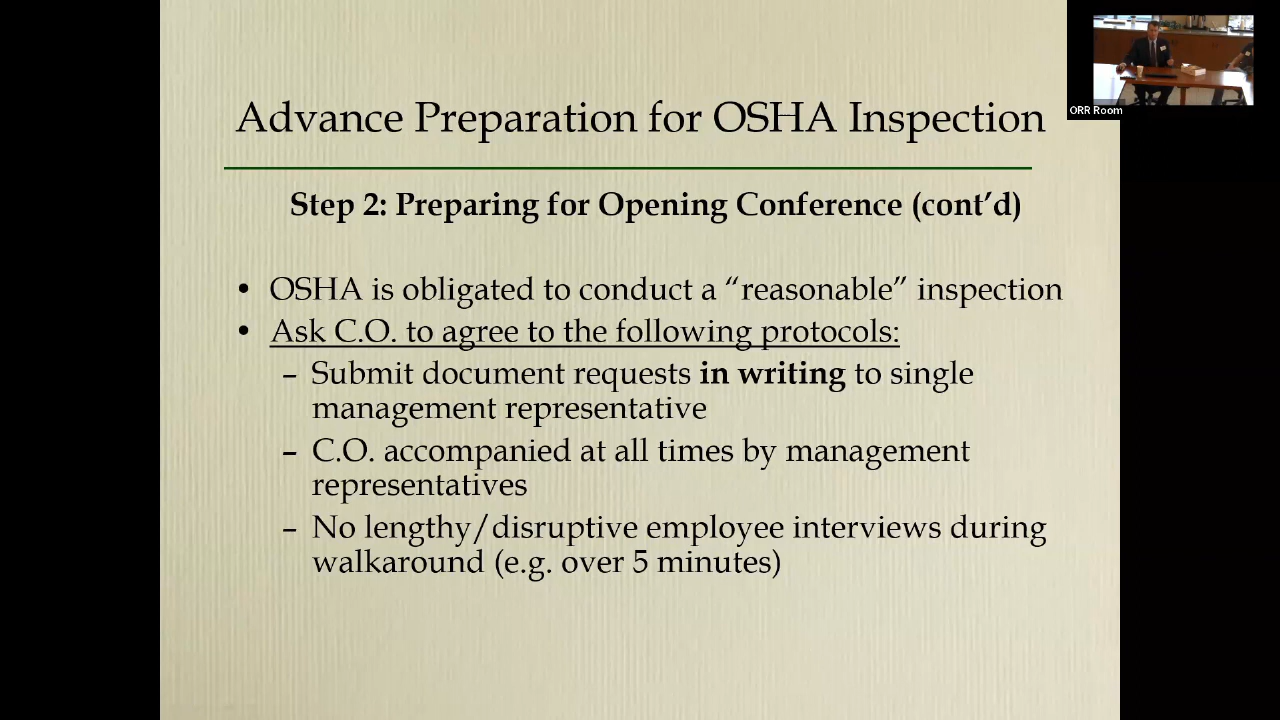 Advance Preparation for OSHA Inspection
ORR Room
Step 2: Preparing for Opening Conference (cont’d)
• OSHA is obligated to conduct a “reasonable” inspection
• Ask C.O. to agree to the following protocols:
– Submit document requests in writing to single
management representative
– C.O. accompanied at all times by management
representatives
– No lengthy/disruptive employee interviews during
walkaround (e.g. over 5 minutes)